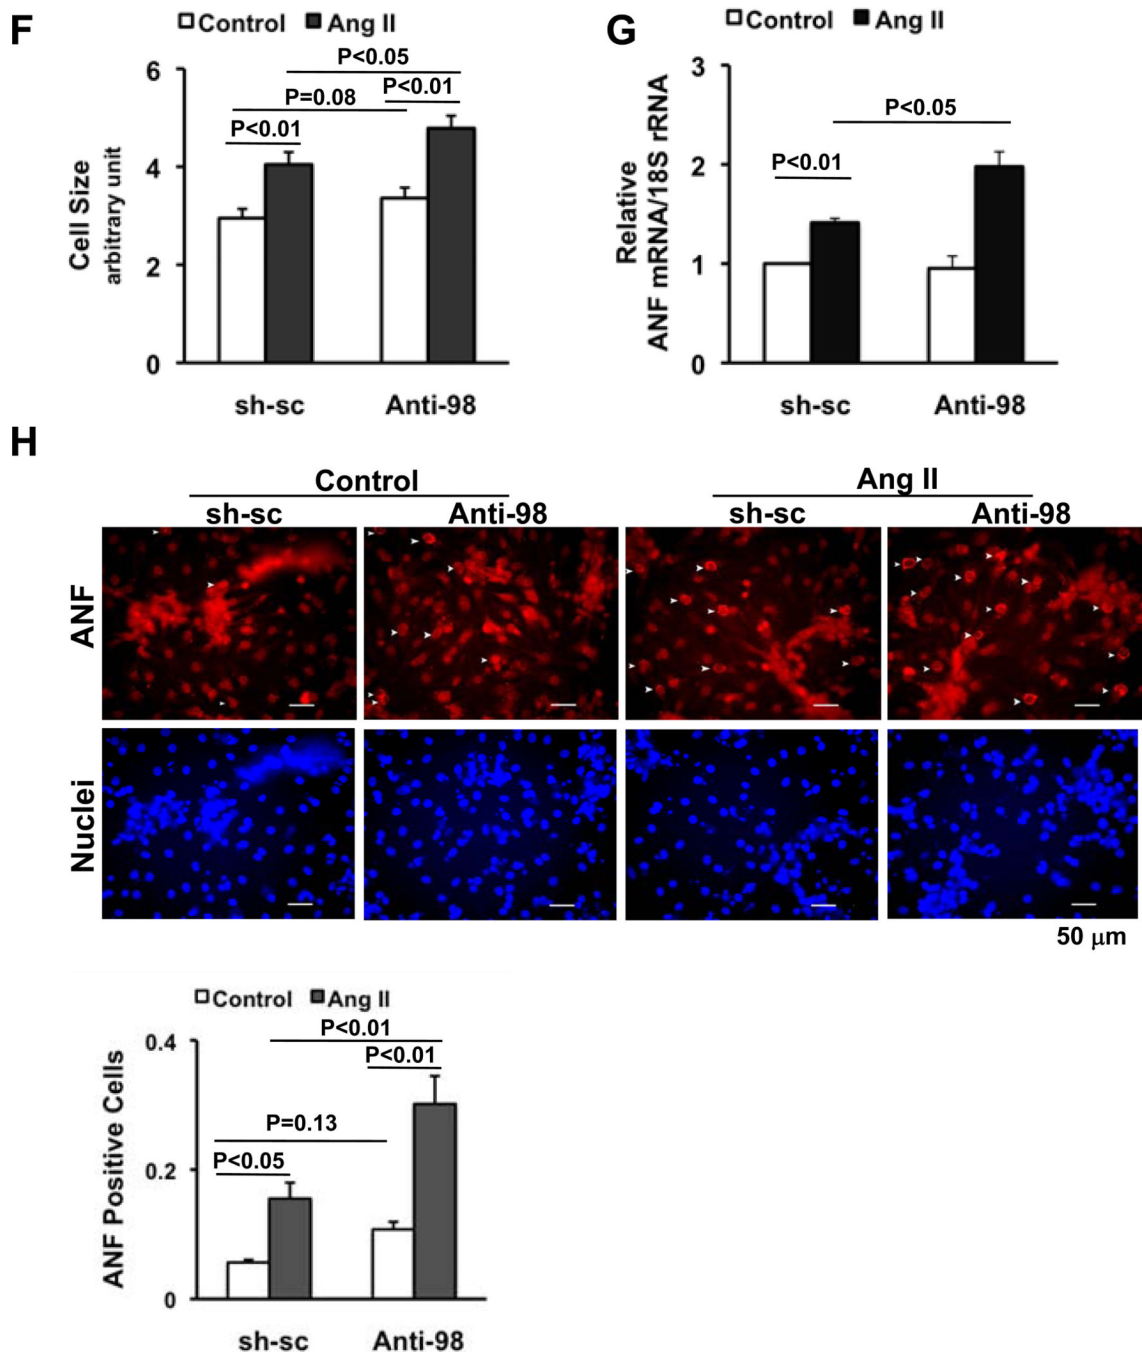 F
Control Ang II
P<0.05
P=0.08
P<0.01
P<0.01
6
4
2
0
Cell Size
arbitrary unit
sh-sc Anti-98
G
Control Ang II
P<0.05
P<0.01
3
2
1
0
Relative
ANF mRNA/18S rRNA
sh-sc Anti-98
H
Control Ang II
sh-sc Anti-98 sh-sc Anti-98
ANF
Nuclei
50 μm
Control Ang II
P<0.01
P<0.01
P=0.13
P<0.05
0.4
0.2
0
ANF Positive Cells
sh-sc Anti-98